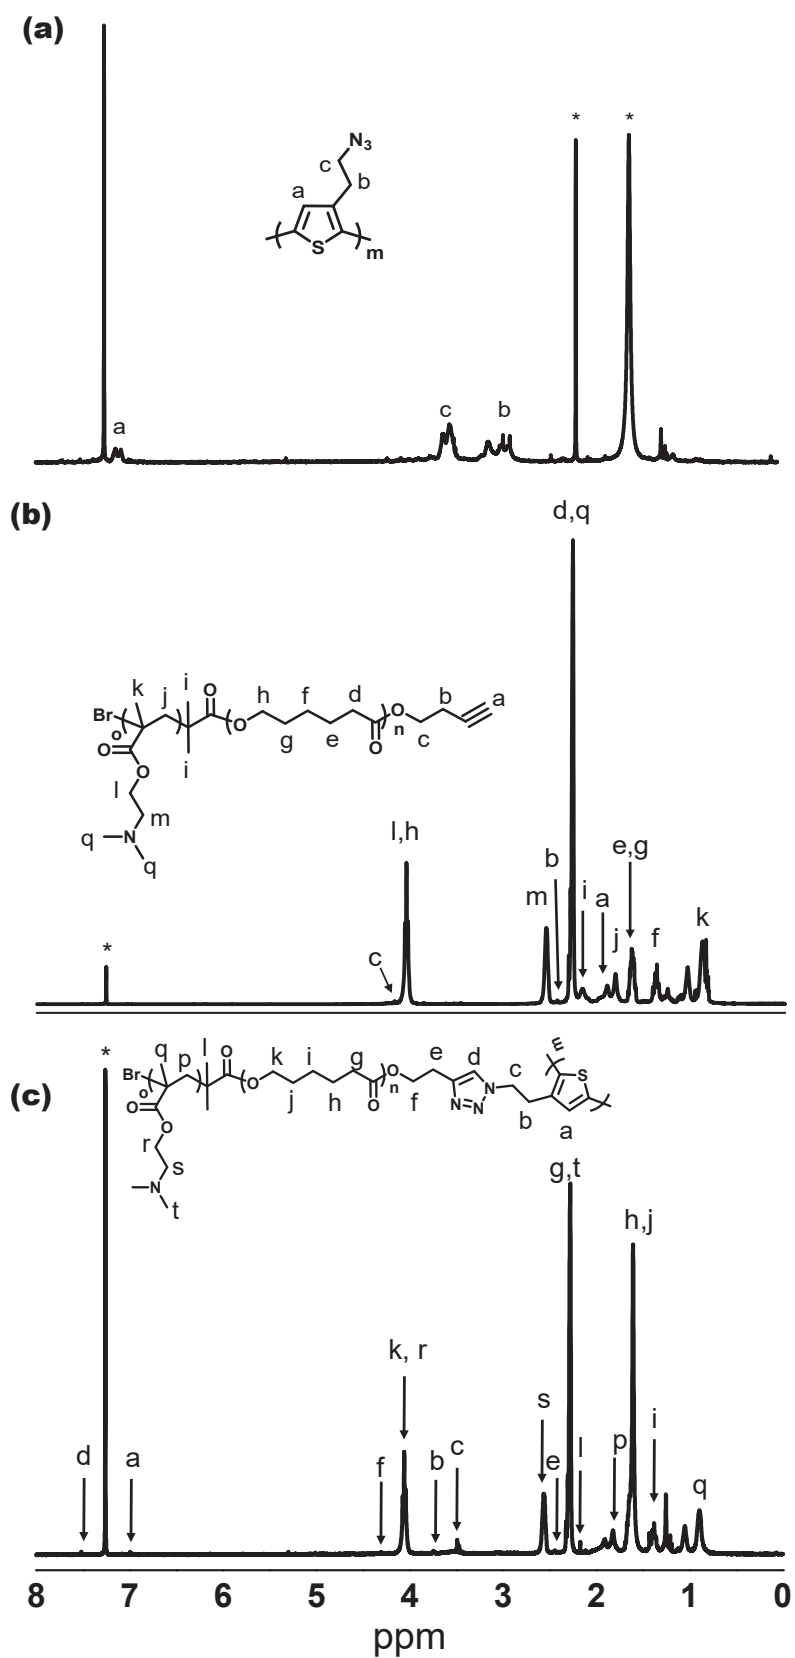 (a)
* *
N3
c
b
a
S
m
a
c
b
(b)
d,q
k j i
O
h f d b a
Br
o
O
n
O
g e c
O
O
i
O
l
m
q N
q
l,h
b e,g
m i a
k
j f
*
c
(c)
*
q p l
O
k i g e d c
m
S
Br
o
O
n
O
j h f
N N N
b
a
O
O
O
r
s
N
t
g,t
h,j
k, r
s
i
p
c
l
d a f b e
q
8 7 6 5 4 3 2 1 0
ppm